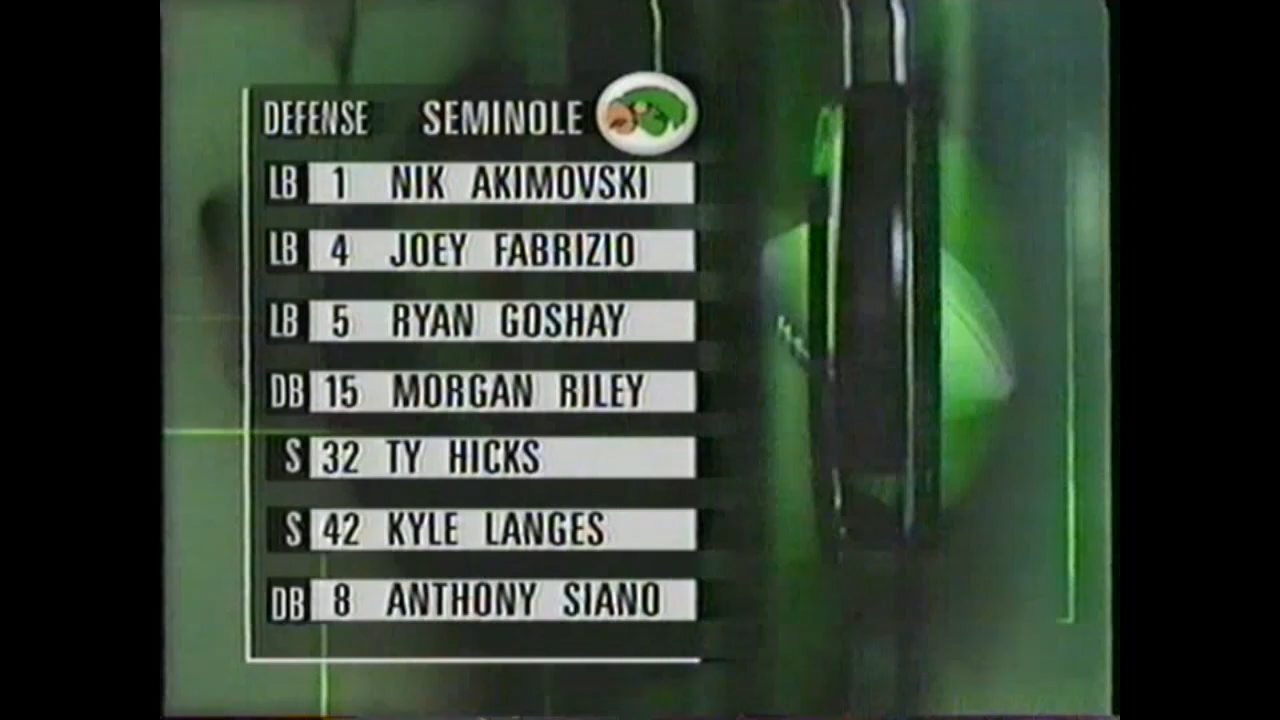 DEFENSE SEMINOLE
LB 1 NIK AKIMOVSKI
LB 4 JOEY FABRIZIO
LB 5 RYAN GOSHAY
DB 15 MORGAN RILEY
S 32 TY HICKS
S 42 KYLE LANGES
DB 8 ANTHONY SIANO